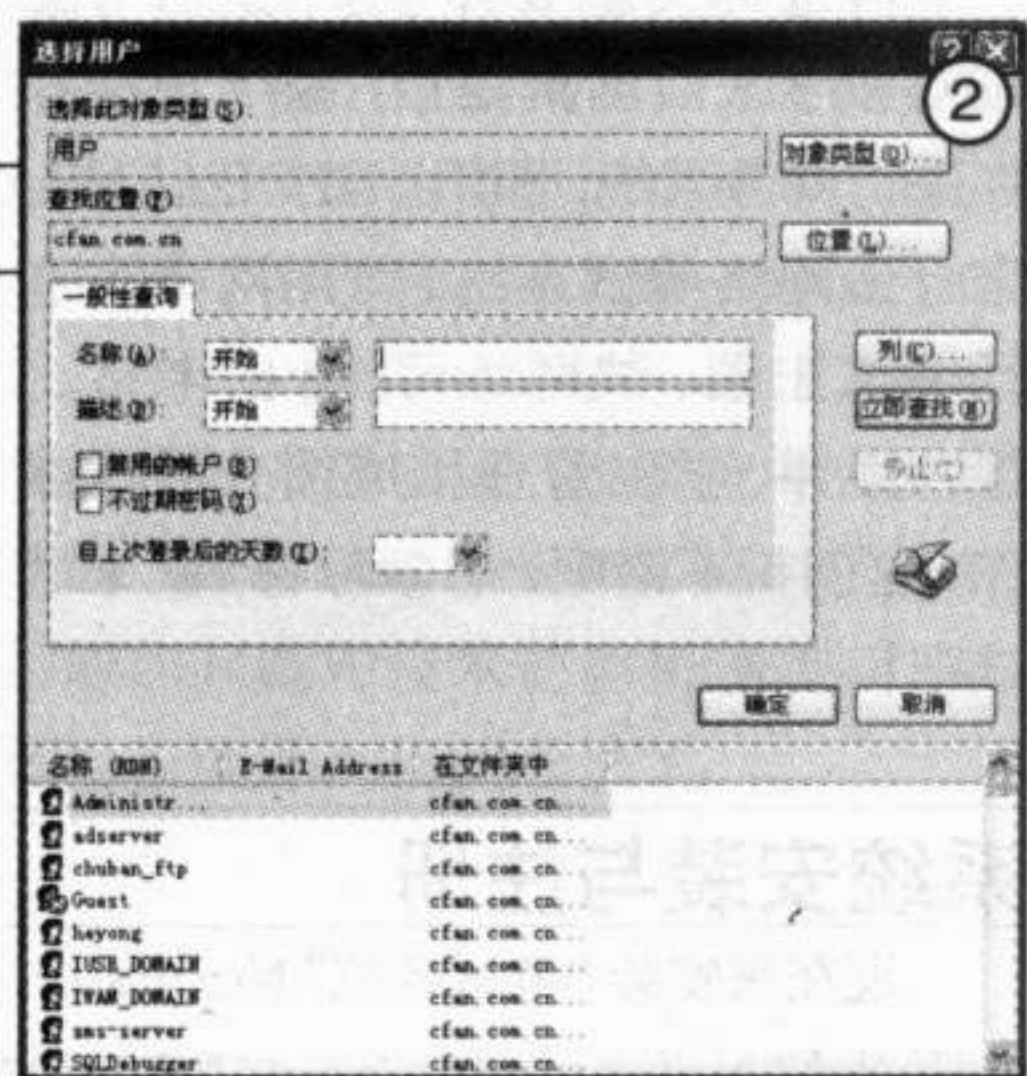 选择用户
②
选择此对象类型(S):
用户
对象类型(O)...
查找位置(F)
cfan.com.cn
位置(L)...
一般性查询
名称(A): 开始
列(C)...
描述(D): 开始
立即查找(N)
禁用的帐户(B)
停止(T)
不过期密码(X)
自上次登录后的天数(I):
确定 取消
名称 (RDN) E-Mail Address 在文件夹中
Administr... cfan.com.cn...
adserver cfan.com.cn...
chuban_ftp cfan.com.cn...
Guest cfan.com.cn...
heyong cfan.com.cn...
IUSR_DOMAIN cfan.com.cn...
IWAM_DOMAIN cfan.com.cn...
sms-server cfan.com.cn...
SQLDebugger cfan.com.cn...